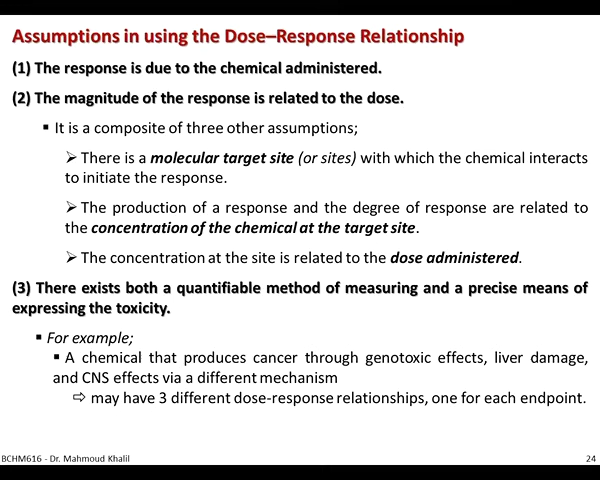 Assumptions in using the Dose–Response Relationship
(1) The response is due to the chemical administered.
(2) The magnitude of the response is related to the dose.
▪ It is a composite of three other assumptions;
➢ There is a molecular target site (or sites) with which the chemical interacts
to initiate the response.
➢ The production of a response and the degree of response are related to
the concentration of the chemical at the target site.
➢ The concentration at the site is related to the dose administered.
(3) There exists both a quantifiable method of measuring and a precise means of
expressing the toxicity.
▪ For example;
▪ A chemical that produces cancer through genotoxic effects, liver damage,
and CNS effects via a different mechanism
⇨ may have 3 different dose-response relationships, one for each endpoint.
BCHM616 - Dr. Mahmoud Khalil
24